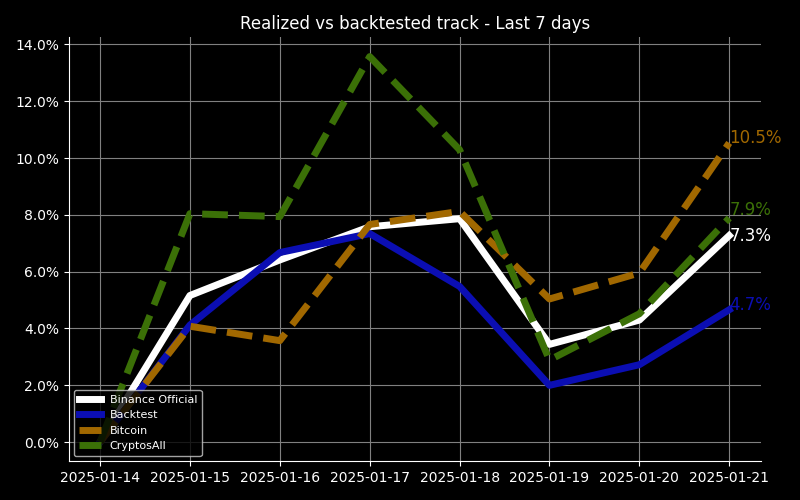 Realized vs backtested track - Last 7 days
14.0%
12.0%
10.0%
8.0%
6.0%
4.0%
2.0%
0.0%
10.5%
7.9%
7.3%
4.7%
Binance Official
Backtest
Bitcoin
CryptosAll
2025-01-14 2025-01-15 2025-01-16 2025-01-17 2025-01-18 2025-01-19 2025-01-20 2025-01-21